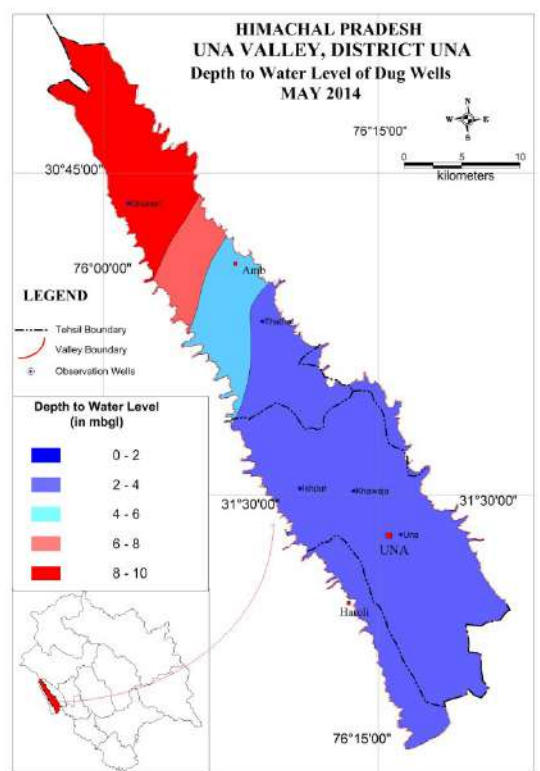 HIMACHAL PRADESH
UNA VALLEY, DISTRICT UNA
Depth to Water Level of Dug Wells
MAY 2014
N
W E
S
76°15'00"
0 5 10
kilometers
30°45'00"
76°00'00"
Amb
Thathal
LEGEND
Tehsil Boundary
Valley Boundary
Observation Wells
Depth to Water Level
(in mbgl)
0 - 2
2 - 4
4 - 6
6 - 8
8 - 10
Ishpur
Khawaja
31°30'00"
31°30'00"
Una
UNA
Haroli
76°15'00"